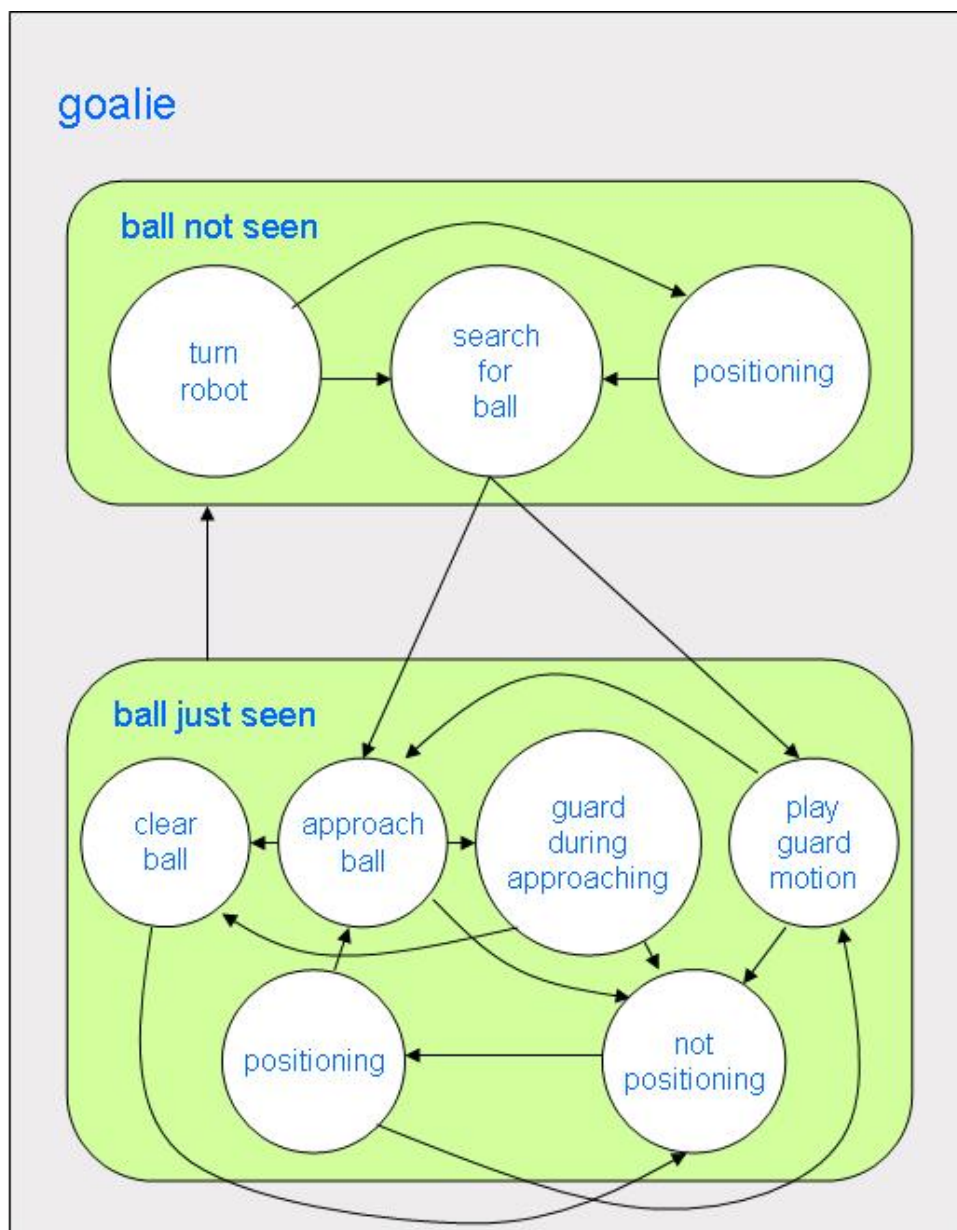 goalie
ball not seen
turn
robot
search
for
ball
positioning
ball just seen
clear
ball
approach
ball
guard
during
approaching
play
guard
motion
positioning
not
positioning